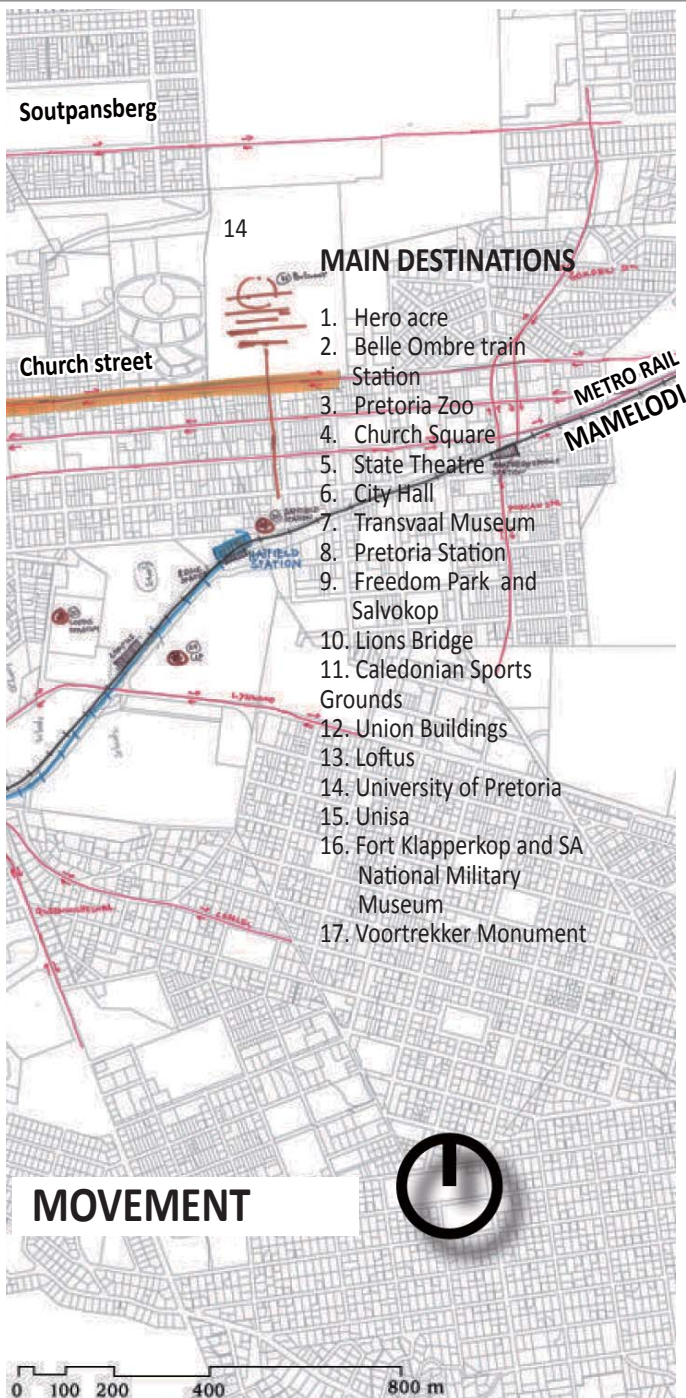 Soutpansberg
14
MAIN DESTINATIONS
1. Hero acre
2. Belle Ombre train
Station
3. Pretoria Zoo
4. Church Square
5. State Theatre
6. City Hall
7. Transvaal Museum
8. Pretoria Station
9. Freedom Park and
Salvokop
10. Lions Bridge
11. Caledonian Sports
Grounds
12. Union Buildings
13. Loftus
14. University of Pretoria
15. Unisa
16. Fort Klapperkop and SA
National Military
Museum
17. Voortrekker Monument
Church street
METRO RAIL
MAMELODI
HATFIELD
STATION
LYNNWOOD
MOVEMENT
0 100 200 400 800 m